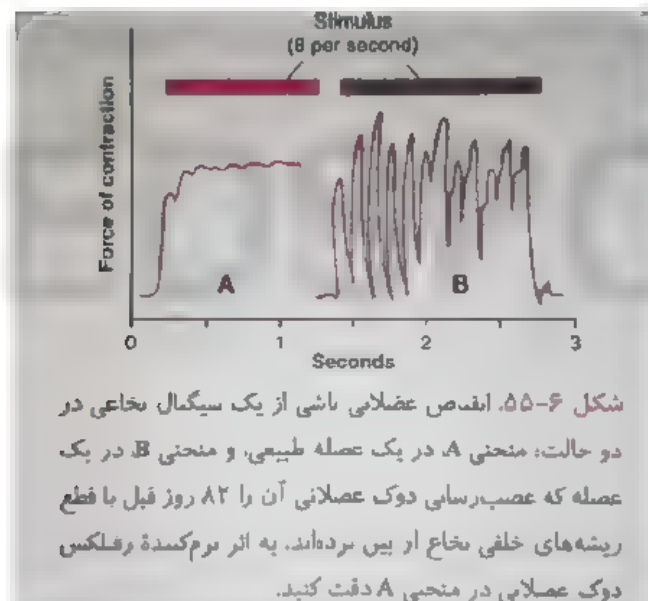 Stimulus
(8 per second)
Force of contraction
A
B
0
1
2
3
Seconds
شکل ۶-۵۵. انقباض عضلانی ناشی از یک سیگنال نخاعی در
دو حالت: منحنی A، در یک عضله طبیعی، و منحنی B، در یک
عضله که عصب‌رسانی دوک عضلانی آن را ۸۲ روز قبل با قطع
ریشه‌های خلفی نخاع از بین برده‌اند. به اثر نرم‌کنندهٔ رفلکس
دوک عضلانی در منحنی A دقت کنید.